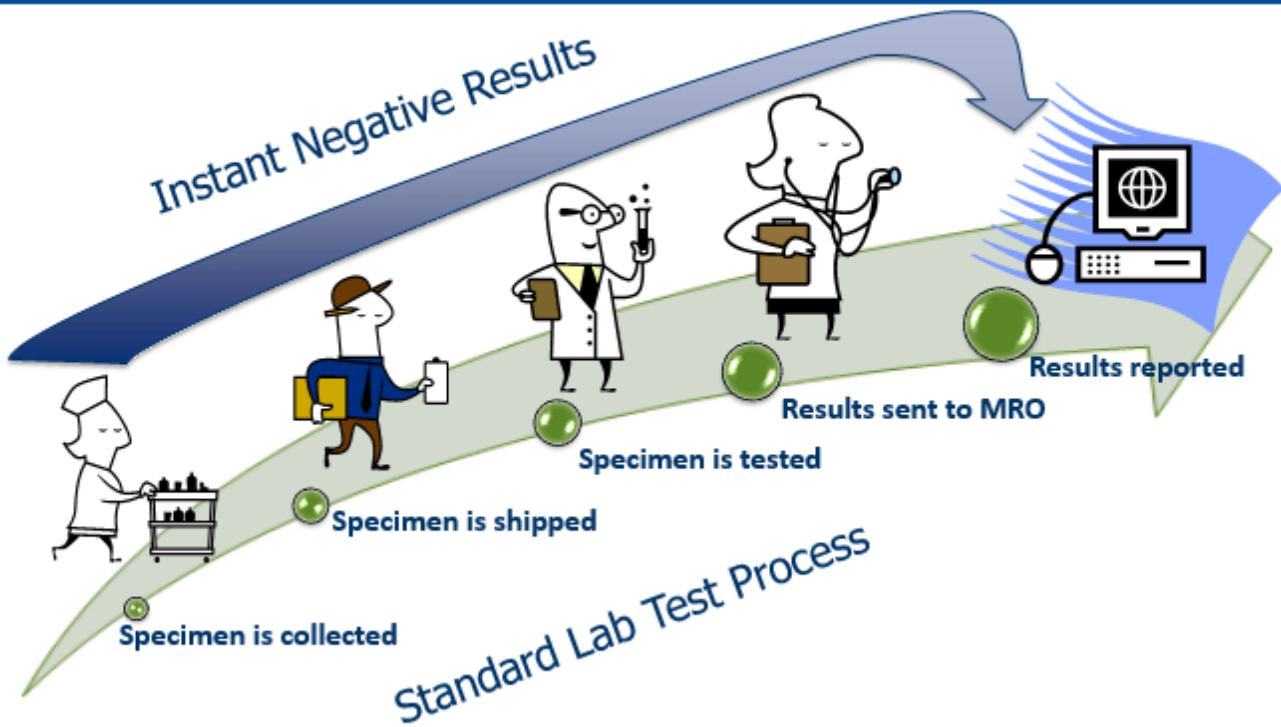 Instant Negative Results
Specimen is collected
Specimen is shipped
Specimen is tested
Results sent to MRO
Results reported
Standard Lab Test Process